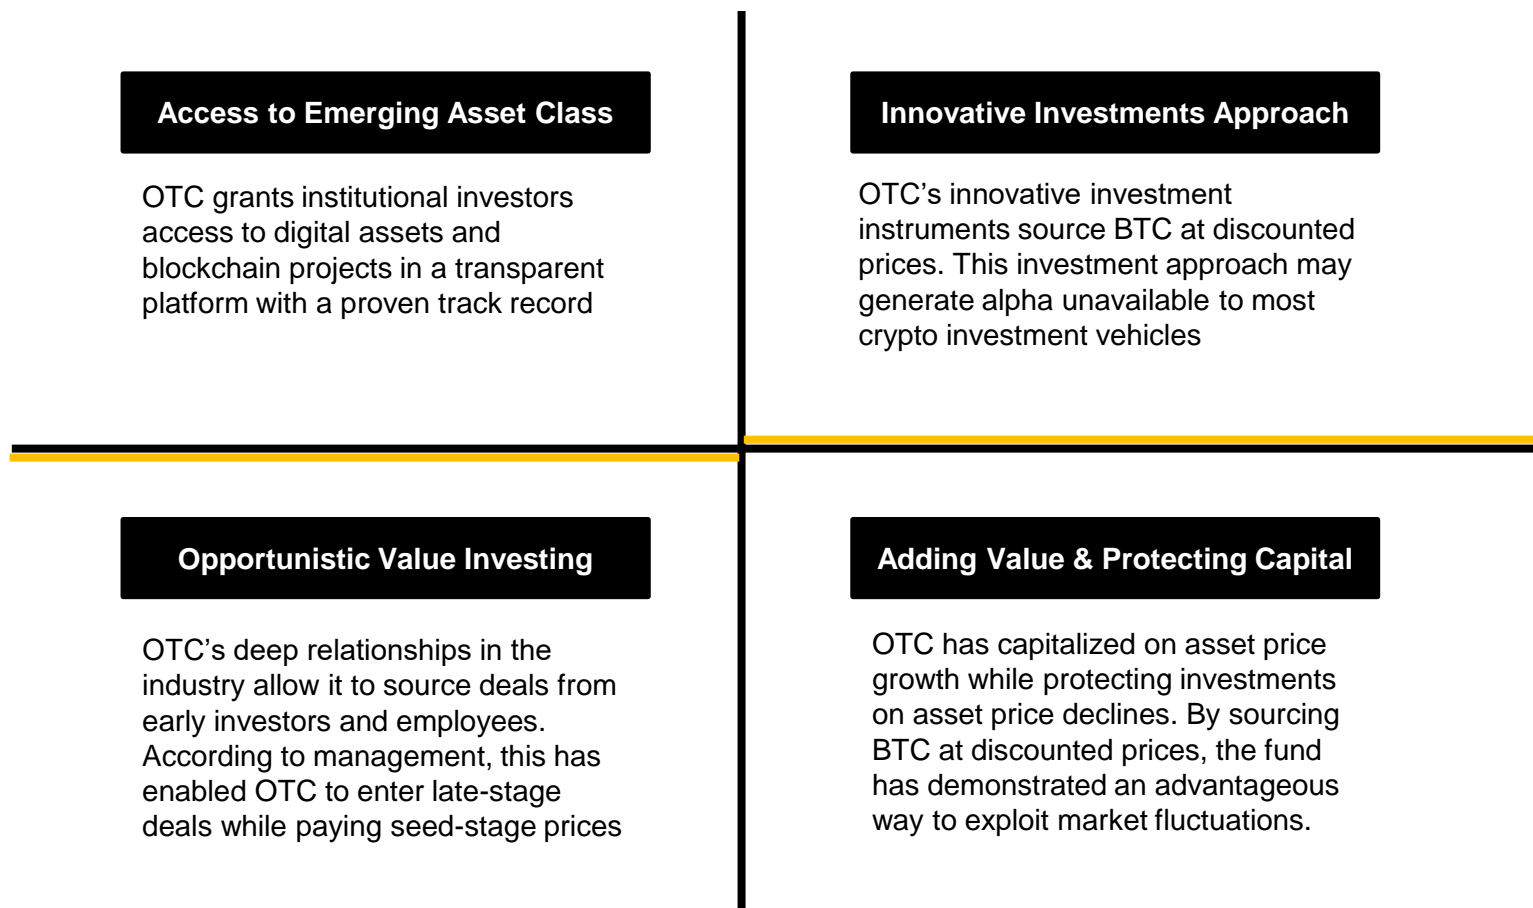 Access to Emerging Asset Class
OTC grants institutional investors
access to digital assets and
blockchain projects in a transparent
platform with a proven track record
Innovative Investments Approach
OTC’s innovative investment
instruments source BTC at discounted
prices. This investment approach may
generate alpha unavailable to most
crypto investment vehicles
Opportunistic Value Investing
OTC’s deep relationships in the
industry allow it to source deals from
early investors and employees.
According to management, this has
enabled OTC to enter late-stage
deals while paying seed-stage prices
Adding Value & Protecting Capital
OTC has capitalized on asset price
growth while protecting investments
on asset price declines. By sourcing
BTC at discounted prices, the fund
has demonstrated an advantageous
way to exploit market fluctuations.